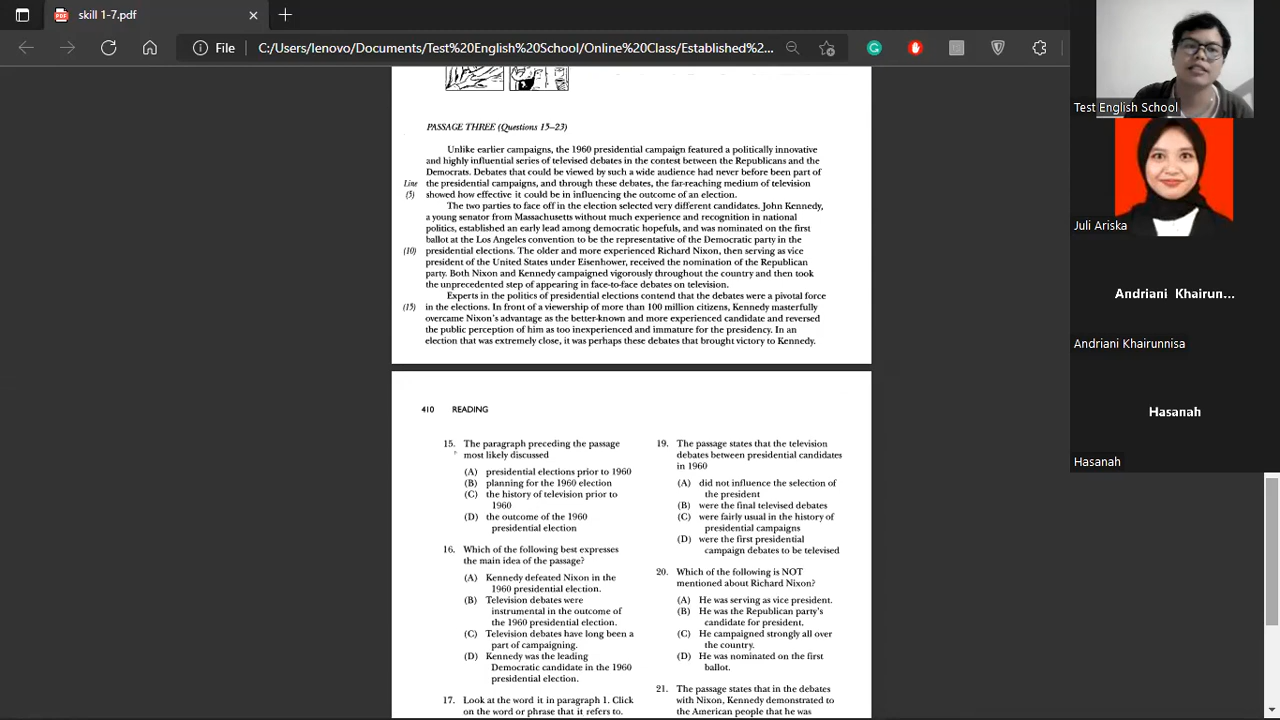 skill 1-7.pdf
File
C:/Users/lenovo/Documents/Test%20English%20School/Online%20Class/Established%2...
PASSAGE THREE (Questions 15–23)
Unlike earlier campaigns, the 1960 presidential campaign featured a politically innovative
and highly influential series of televised debates in the contest between the Republicans and the
Democrats. Debates that could be viewed by such a wide audience had never before been part of
Line the presidential campaigns, and through these debates, the far-reaching medium of television
(5) showed how effective it could be in influencing the outcome of an election.
The two parties to face off in the election selected very different candidates. John Kennedy,
a young senator from Massachusetts without much experience and recognition in national
politics, established an early lead among democratic hopefuls, and was nominated on the first
ballot at the Los Angeles convention to be the representative of the Democratic party in the
(10) presidential elections. The older and more experienced Richard Nixon, then serving as vice
president of the United States under Eisenhower, received the nomination of the Republican
party. Both Nixon and Kennedy campaigned vigorously throughout the country and then took
the unprecedented step of appearing in face-to-face debates on television.
Experts in the politics of presidential elections contend that the debates were a pivotal force
(15) in the elections. In front of a viewership of more than 100 million citizens, Kennedy masterfully
overcame Nixon's advantage as the better-known and more experienced candidate and reversed
the public perception of him as too inexperienced and immature for the presidency. In an
election that was extremely close, it was perhaps these debates that brought victory to Kennedy.
410 READING
15. The paragraph preceding the passage
most likely discussed
(A) presidential elections prior to 1960
(B) planning for the 1960 election
(C) the history of television prior to
1960
(D) the outcome of the 1960
presidential election
16. Which of the following best expresses
the main idea of the passage?
(A) Kennedy defeated Nixon in the
1960 presidential election.
(B) Television debates were
instrumental in the outcome of
the 1960 presidential election.
(C) Television debates have long been a
part of campaigning.
(D) Kennedy was the leading
Democratic candidate in the 1960
presidential election.
17. Look at the word it in paragraph 1. Click
on the word or phrase that it refers to.
19. The passage states that the television
debates between presidential candidates
in 1960
(A) did not influence the selection of
the president
(B) were the final televised debates
(C) were fairly usual in the history of
presidential campaigns
(D) were the first presidential
campaign debates to be televised
20. Which of the following is NOT
mentioned about Richard Nixon?
(A) He was serving as vice president.
(B) He was the Republican party's
candidate for president.
(C) He campaigned strongly all over
the country.
(D) He was nominated on the first
ballot.
21. The passage states that in the debates
with Nixon, Kennedy demonstrated to
the American people that he was
Test English School
Juli Ariska
Andriani Khairun...
Andriani Khairunnisa
Hasanah
Hasanah